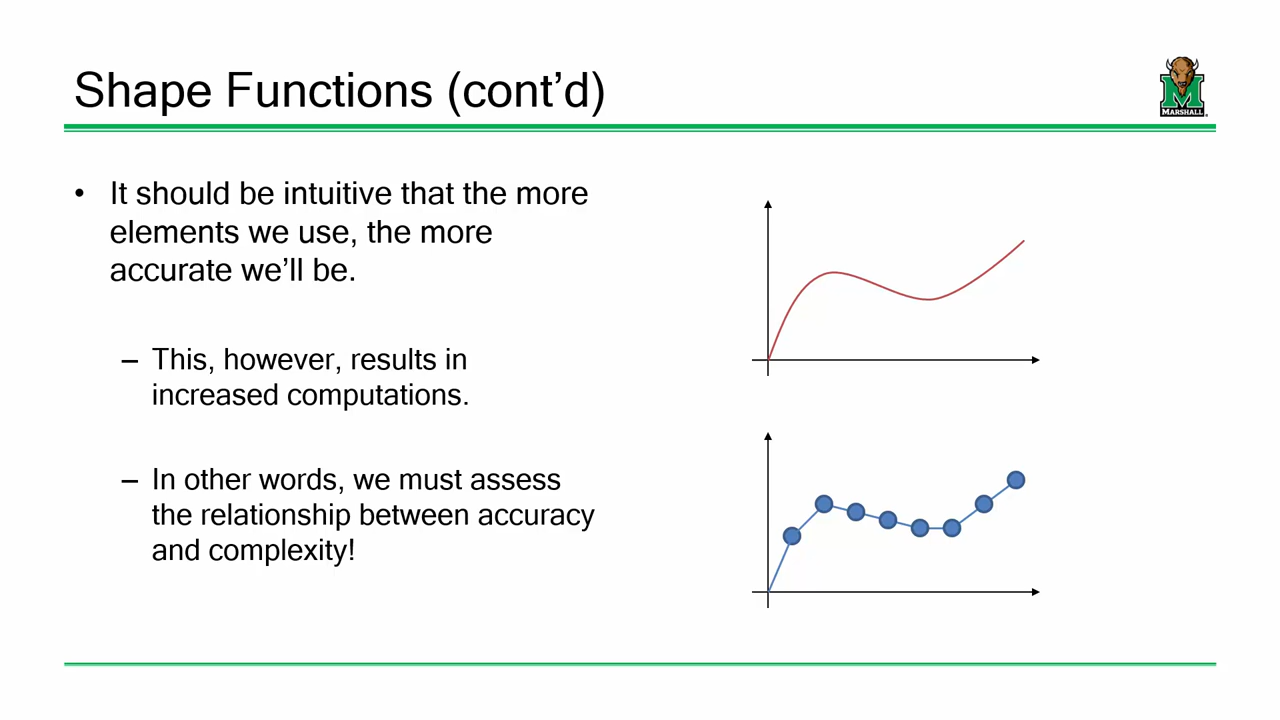 Shape Functions (cont’d)
MARSHALL
• It should be intuitive that the more
elements we use, the more
accurate we’ll be.
– This, however, results in
increased computations.
– In other words, we must assess
the relationship between accuracy
and complexity!